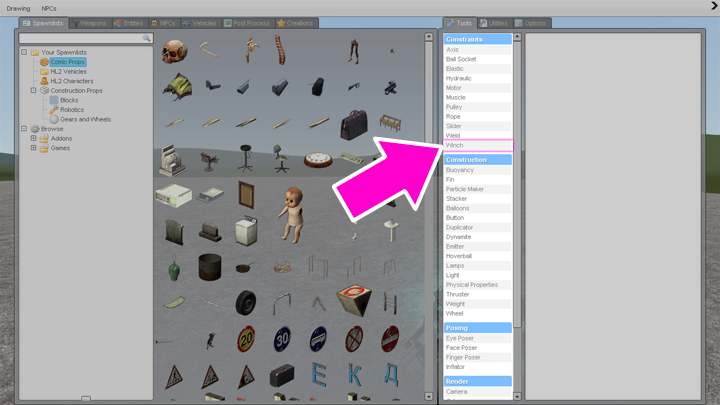 Drawing NPCs
Spawnlists Weapons Entities NPCs Vehicles Post Process Creations
Tools Utilities Options
Your Spawnlists
Comic Props
HL2 Vehicles
HL2 Characters
Construction Props
Blocks
Robotics
Gears and Wheels
Browse
Addons
Games
Constraints
Axis
Ball Socket
Elastic
Hydraulic
Motor
Muscle
Pulley
Rope
Slider
Weld
Winch
Construction
Buoyancy
Fin
Particle Maker
Stacker
Balloons
Button
Duplicator
Dynamite
Emitter
Hoverball
Lamps
Light
Physical Properties
Thruster
Weight
Wheel
Posing
Eye Poser
Face Poser
Finger Poser
Inflator
Render
Camera
20
30
Е К Д